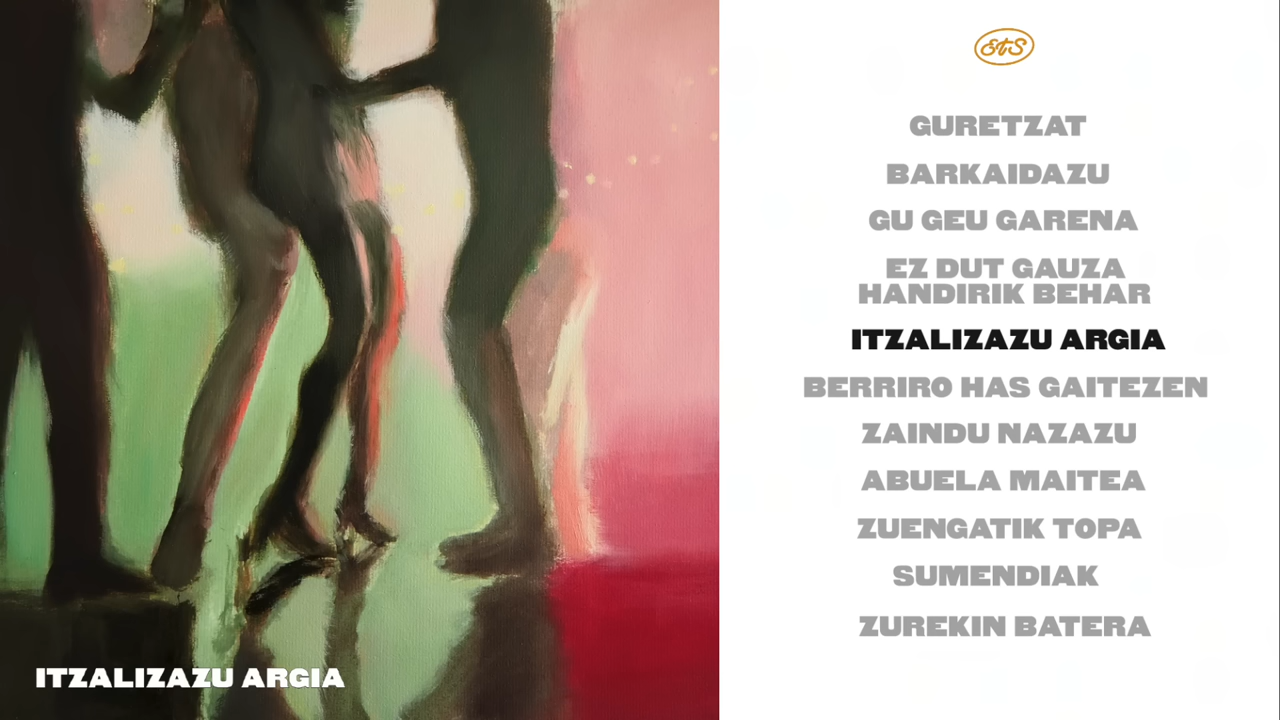 ITZALIZAZU ARGIA
EtS
GURETZAT
BARKAIDAZU
GU GEU GARENA
EZ DUT GAUZA
HANDIRIK BEHAR
ITZALIZAZU ARGIA
BERRIRO HAS GAITEZEN
ZAINDU NAZAZU
ABUELA MAITEA
ZUENGATIK TOPA
SUMENDIAK
ZUREKIN BATERA